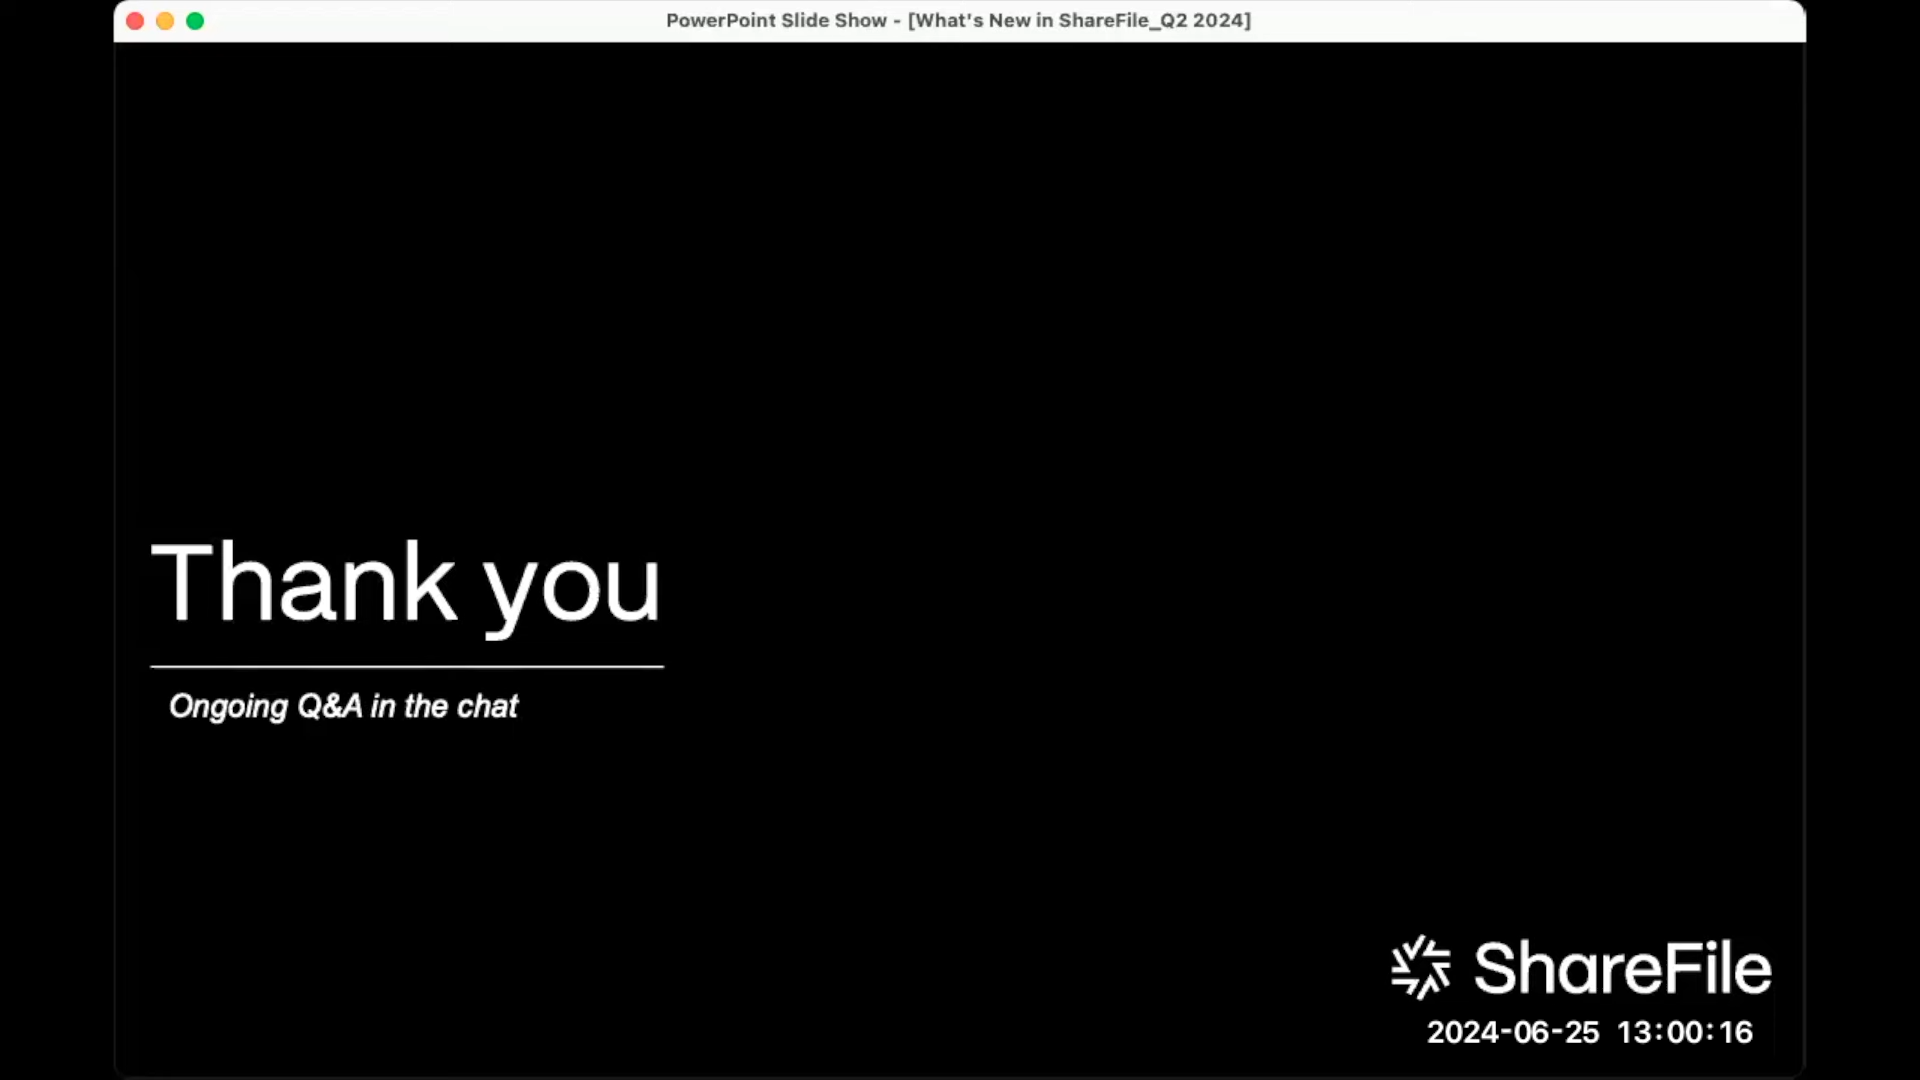 PowerPoint Slide Show - [What's New in ShareFile_Q2 2024]
Thank you
Ongoing Q&A in the chat
ShareFile
2024-06-25 13:00:16